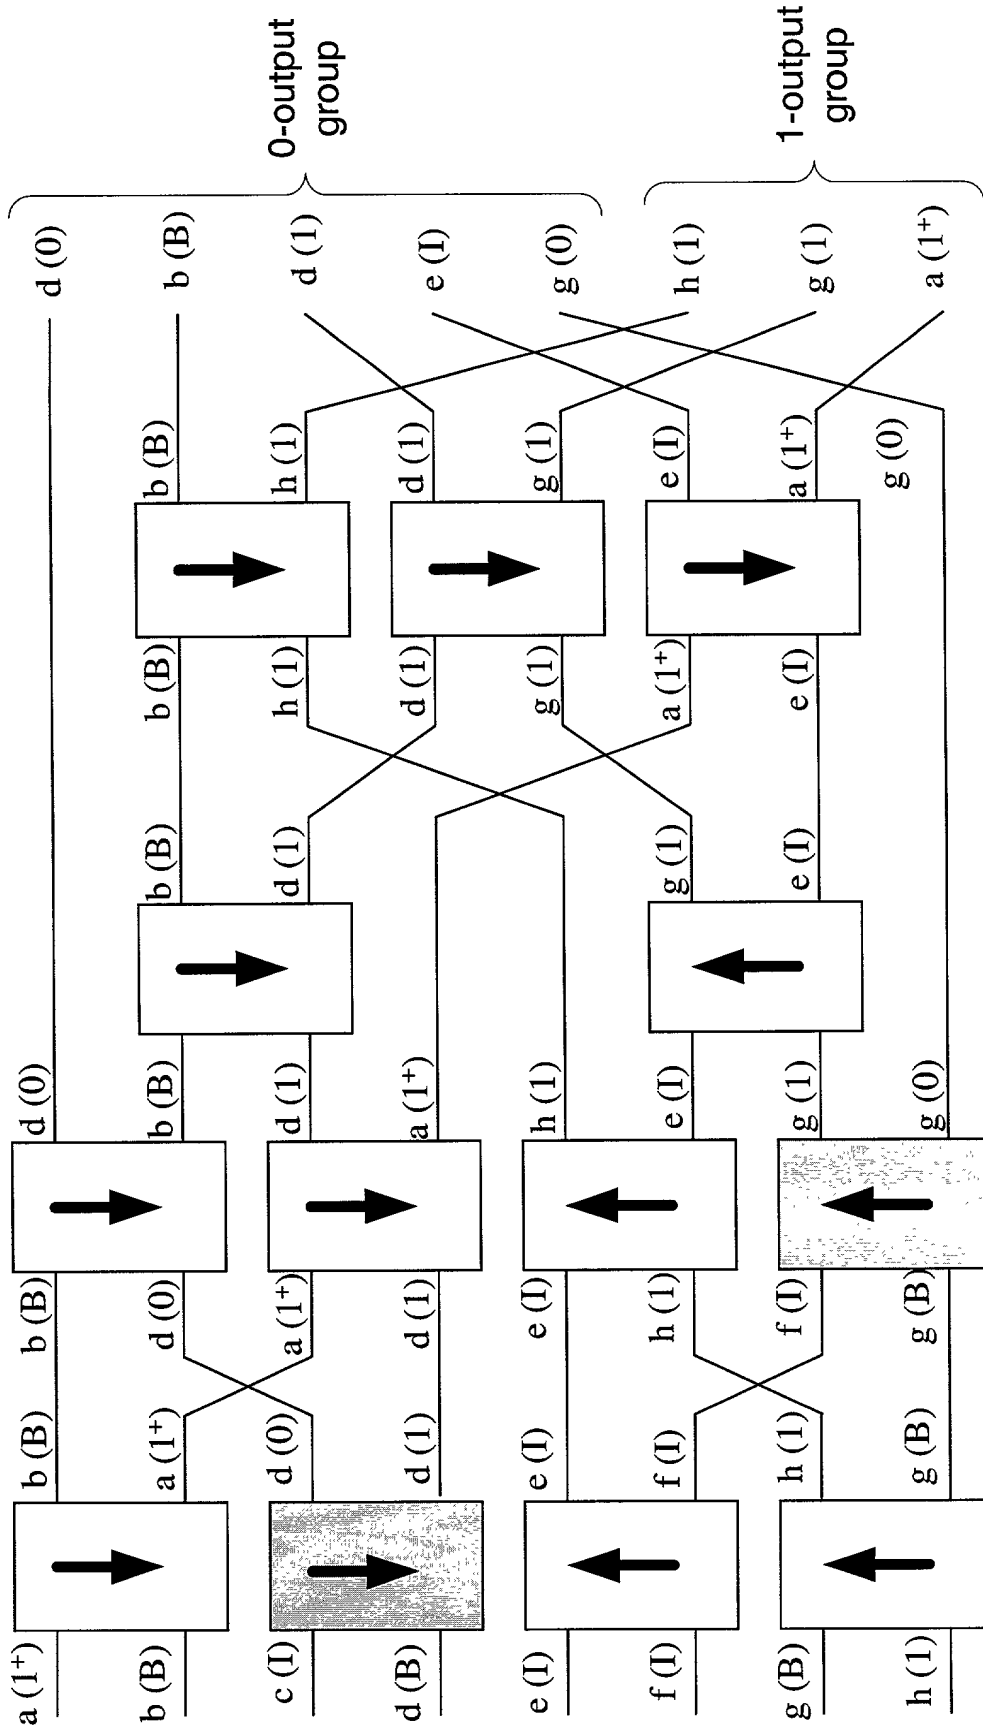 a (1⁺)
b (B)
c (I)
d (B)
e (I)
f (I)
g (B)
h (1)
b (B)
a (1⁺)
d (0)
d (1)
e (I)
f (I)
h (1)
g (B)
b (B)
d (0)
a (1⁺)
d (1)
e (I)
h (1)
f (I)
g (B)
d (0)
b (B)
d (1)
a (1⁺)
h (1)
e (I)
g (1)
g (0)
b (B)
d (1)
g (1)
e (I)
b (B)
h (1)
d (1)
g (1)
a (1⁺)
e (I)
b (B)
h (1)
d (1)
g (1)
e (I)
a (1⁺)
g (0)
d (0)
b (B)
d (1)
e (I)
g (0)
h (1)
g (1)
a (1⁺)
0-output
group
1-output
group